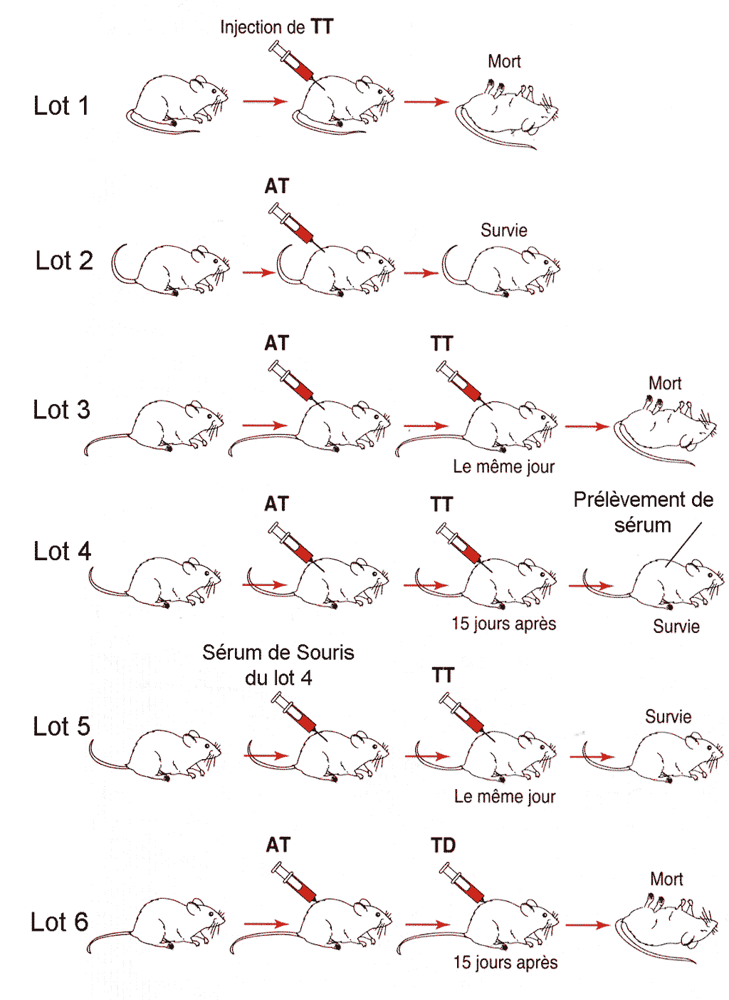 Injection de TT
Mort
Lot 1
AT
Survie
Lot 2
AT
TT
Mort
Lot 3
Le même jour
AT
TT
Prélèvement de
sérum
Lot 4
15 jours après
Survie
Sérum de Souris
du lot 4
TT
Survie
Lot 5
Le même jour
AT
TD
Mort
Lot 6
15 jours après